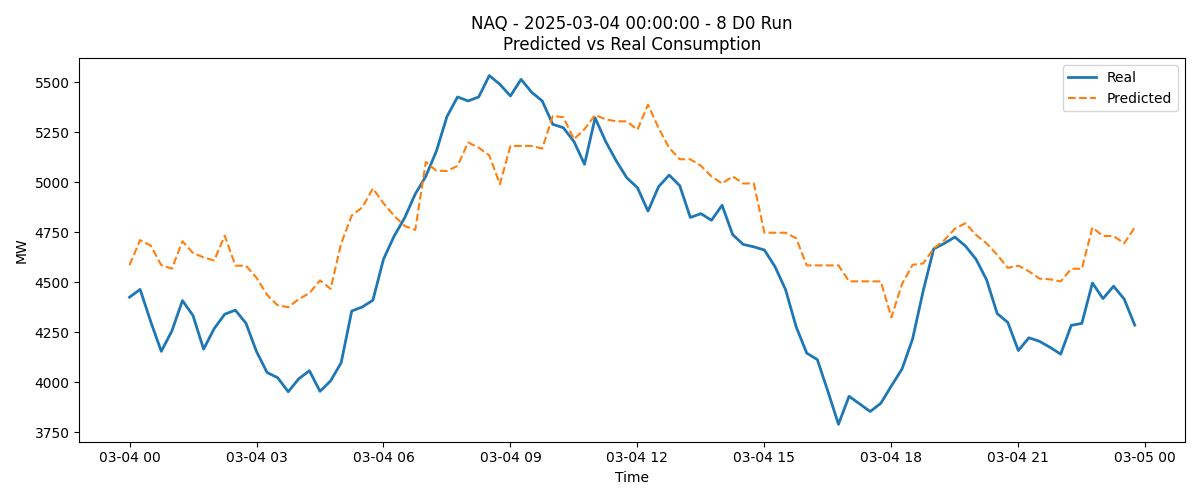 NAQ - 2025-03-04 00:00:00 - 8 D0 Run
Predicted vs Real Consumption
Real
Predicted
MW
5500
5250
5000
4750
4500
4250
4000
3750
03-04 00
03-04 03
03-04 06
03-04 09
03-04 12
03-04 15
03-04 18
03-04 21
03-05 00
Time